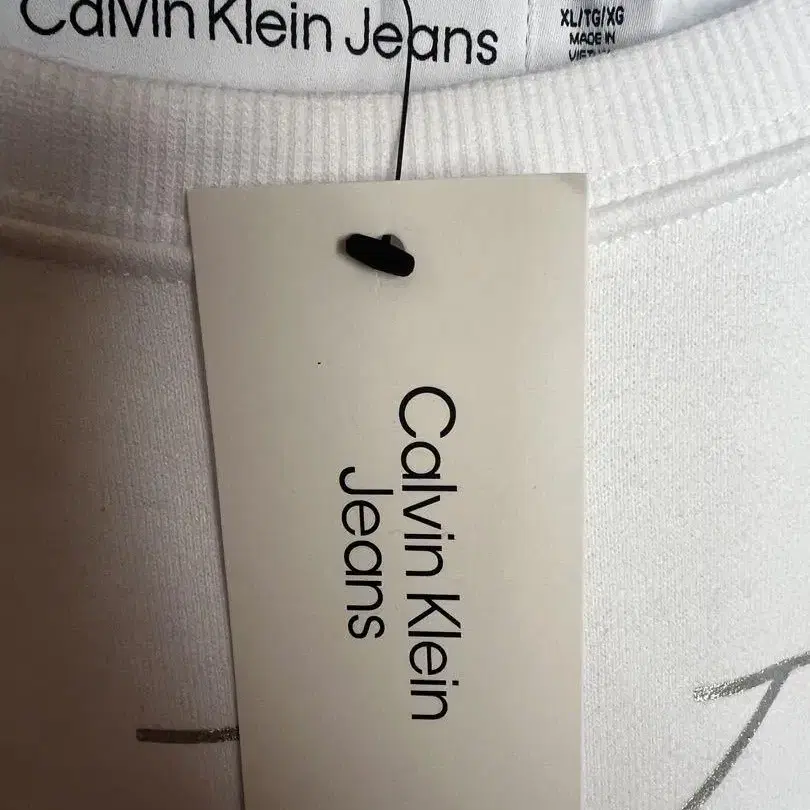 Calvin Klein Jeans
XL/TG/XG
MADE IN
Calvin Klein
Jeans